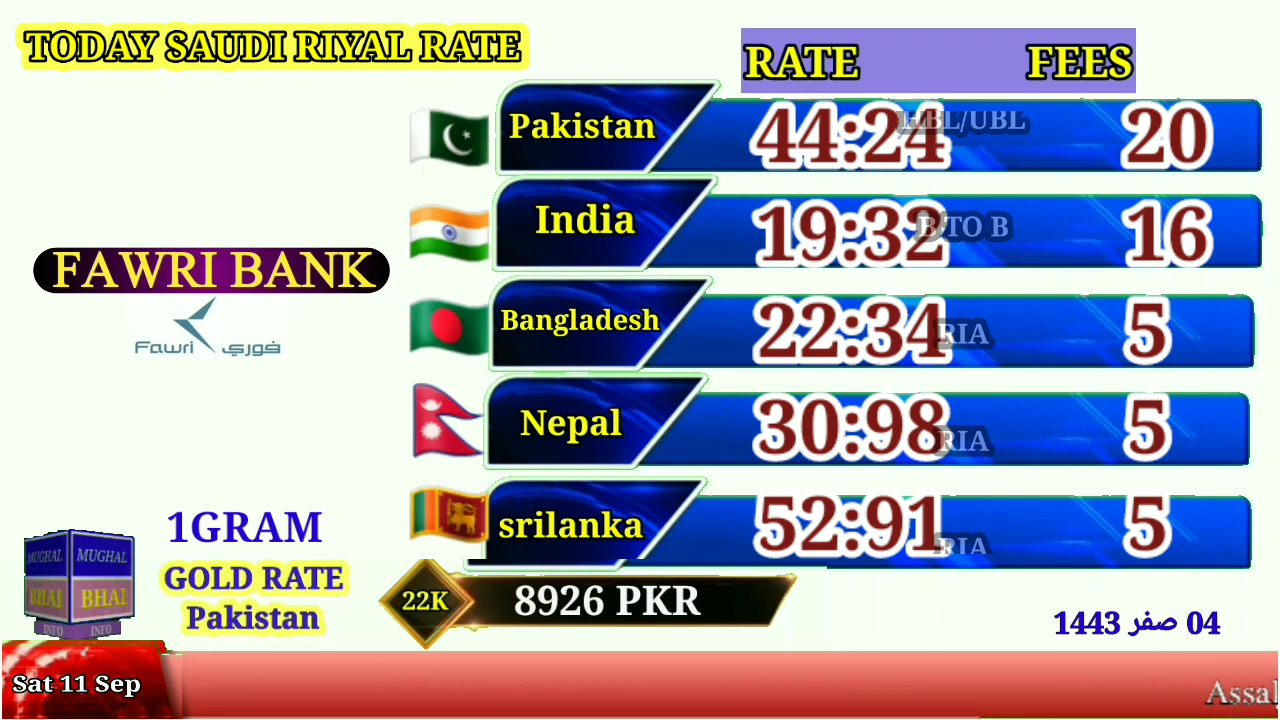 TODAY SAUDI RIYAL RATE
RATE FEES
Pakistan 44:24 HBL/UBL 20
India 19:32 B TO B 16
FAWRI BANK
Fawri فوري
Bangladesh 22:34 RIA 5
Nepal 30:98 RIA 5
srilanka 52:91 RIA 5
1GRAM
GOLD RATE
Pakistan
22K 8926 PKR
MUGHAL MUGHAL
BHAI BHAI
INFO INFO
04 صفر 1443
Sat 11 Sep